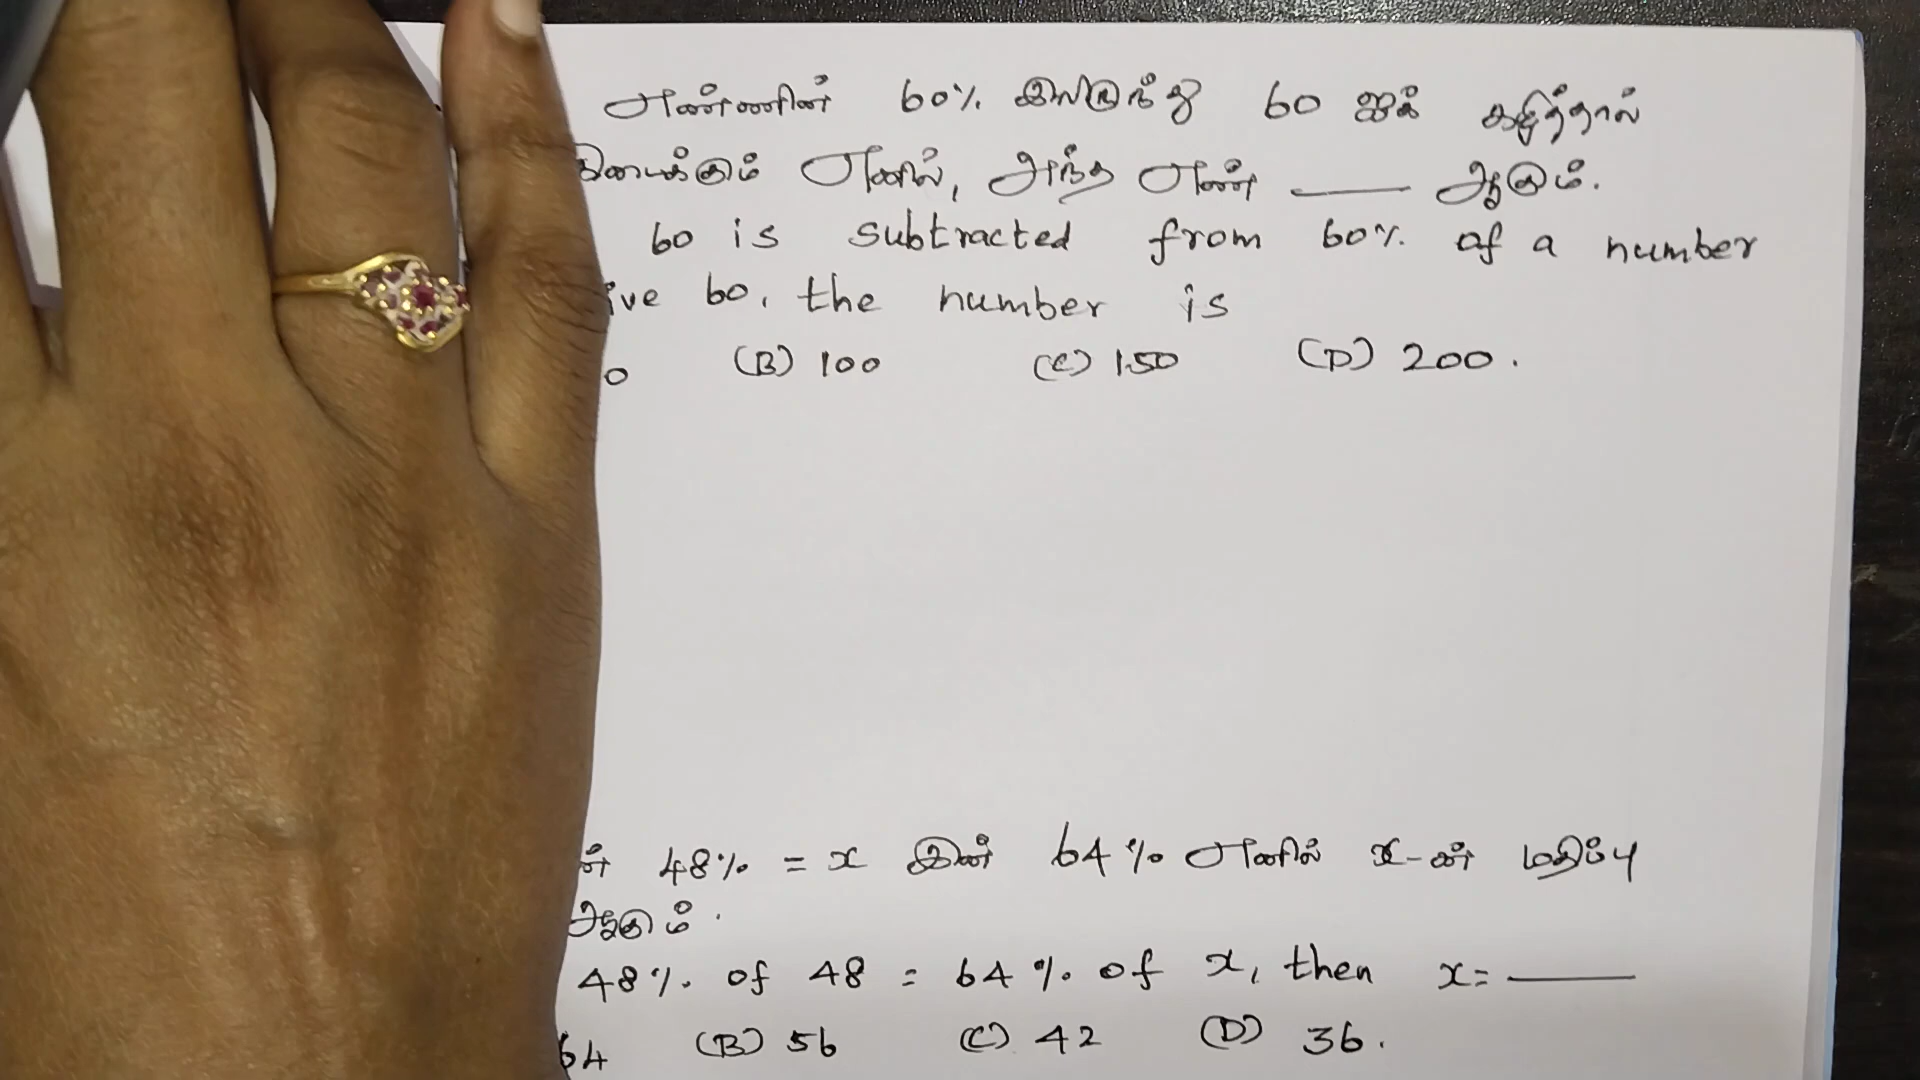 எண்ணின் 60% இலிருந்து 60 ஐக் கழித்தால்
கிடைக்கும் எனில், அந்த எண் ____ ஆகும்.
60 is subtracted from 60% of a number
ive 60, the number is
0 (B) 100 (C) 150 (D) 200.
ன் 48% = x இன் 64% எனில் x-ன் மதிப்பு
ஆகும்.
48% of 48 = 64% of x, then x= ____
64 (B) 56 (C) 42 (D) 36.